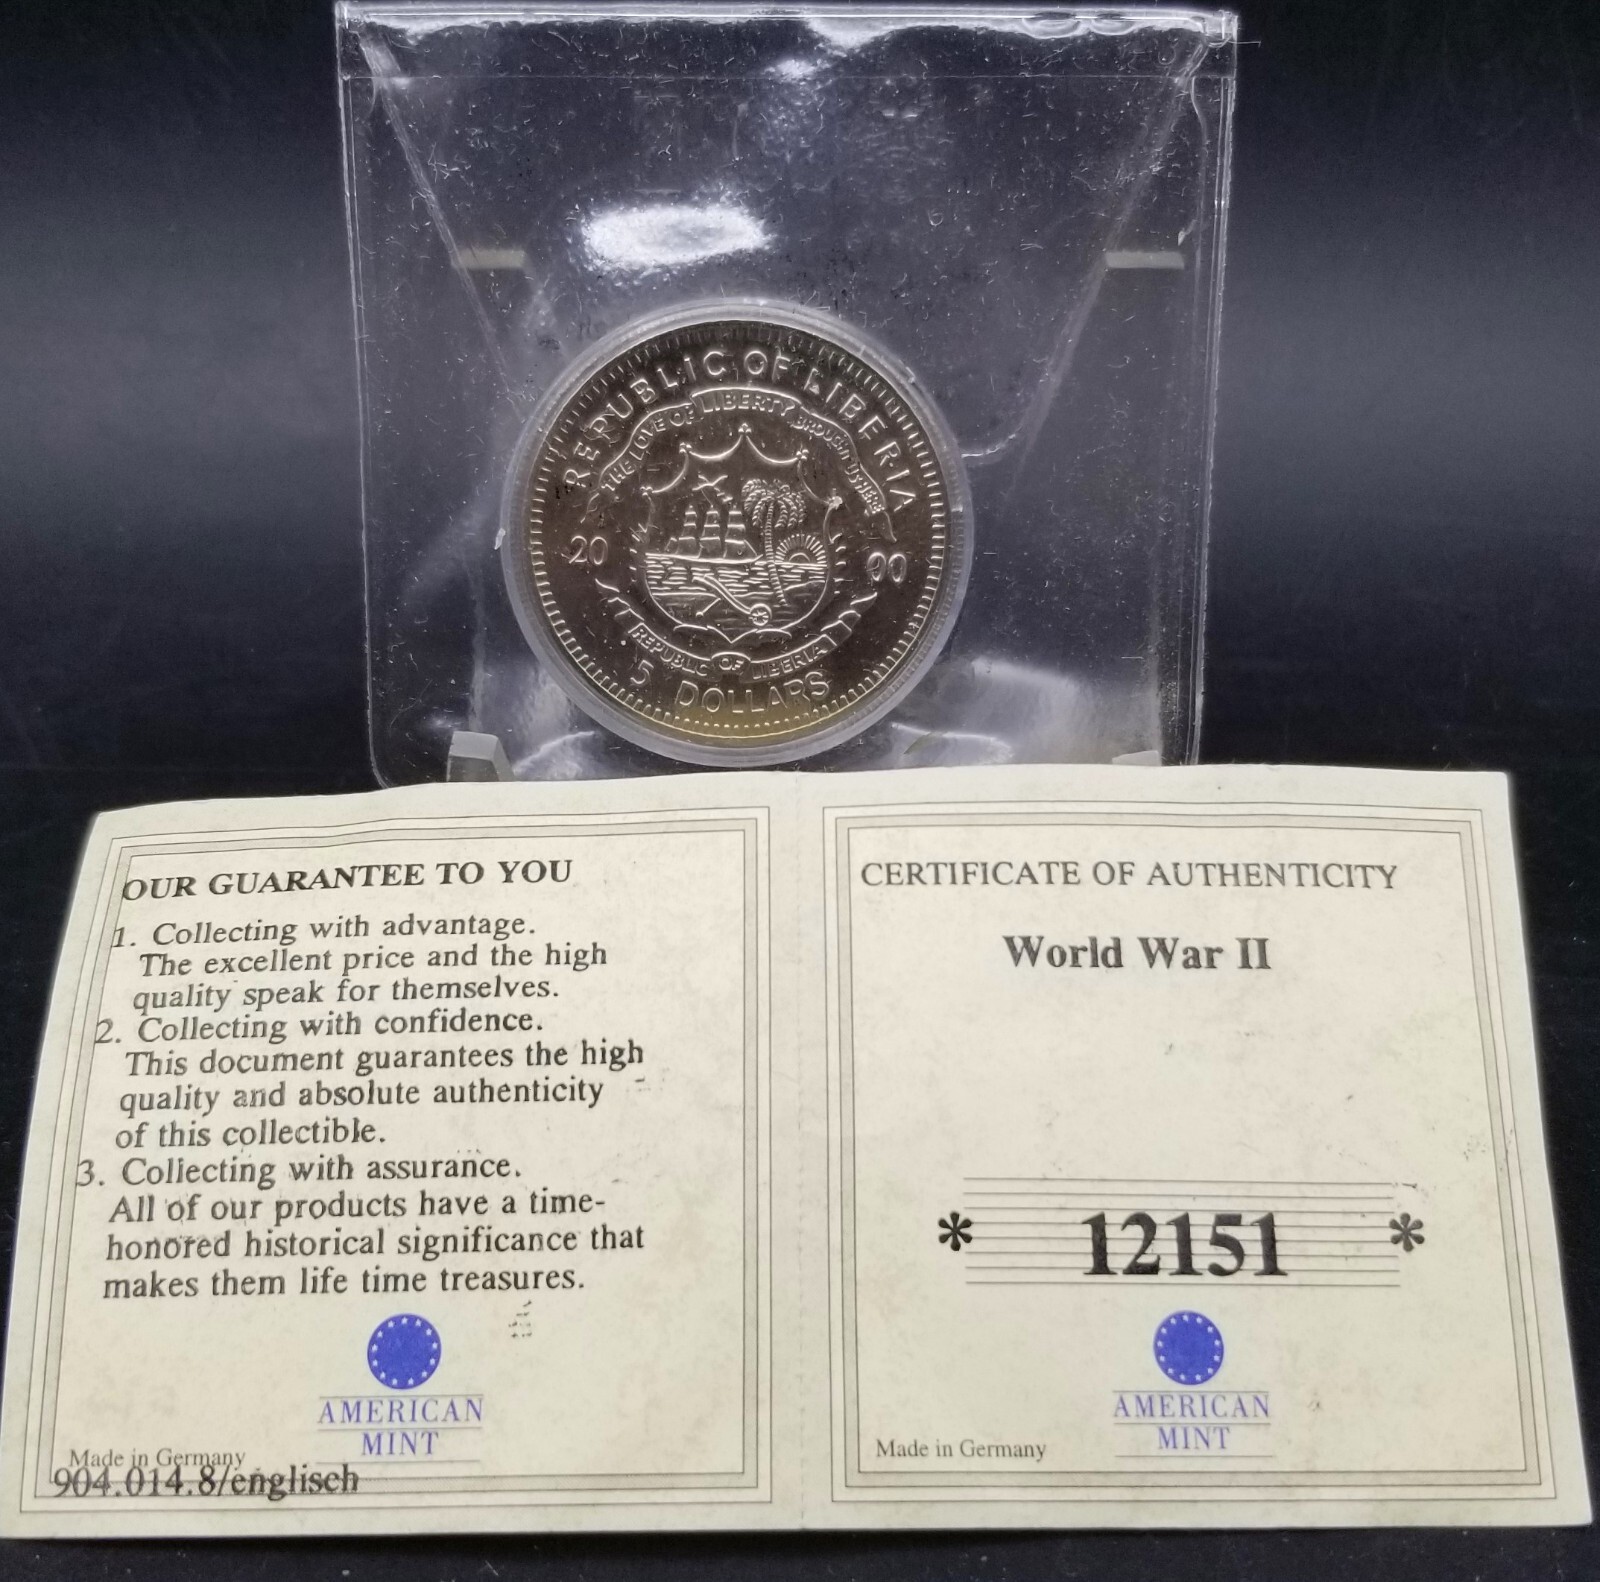 REPUBLIC OF LIBERIA
THE LOVE OF LIBERTY BROUGHT US HERE
20 00
REPUBLIC OF LIBERIA
5 DOLLARS
OUR GUARANTEE TO YOU
1. Collecting with advantage.
The excellent price and the high
quality speak for themselves.
2. Collecting with confidence.
This document guarantees the high
quality and absolute authenticity
of this collectible.
3. Collecting with assurance.
All of our products have a time-
honored historical significance that
makes them life time treasures.
AMERICAN
MINT
Made in Germany
904.014.8/englisch
CERTIFICATE OF AUTHENTICITY
World War II
* 12151 *
AMERICAN
MINT
Made in Germany